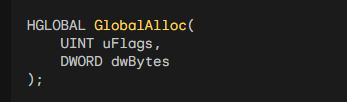 HGLOBAL GlobalAlloc(
    UINT uFlags,
    DWORD dwBytes
);